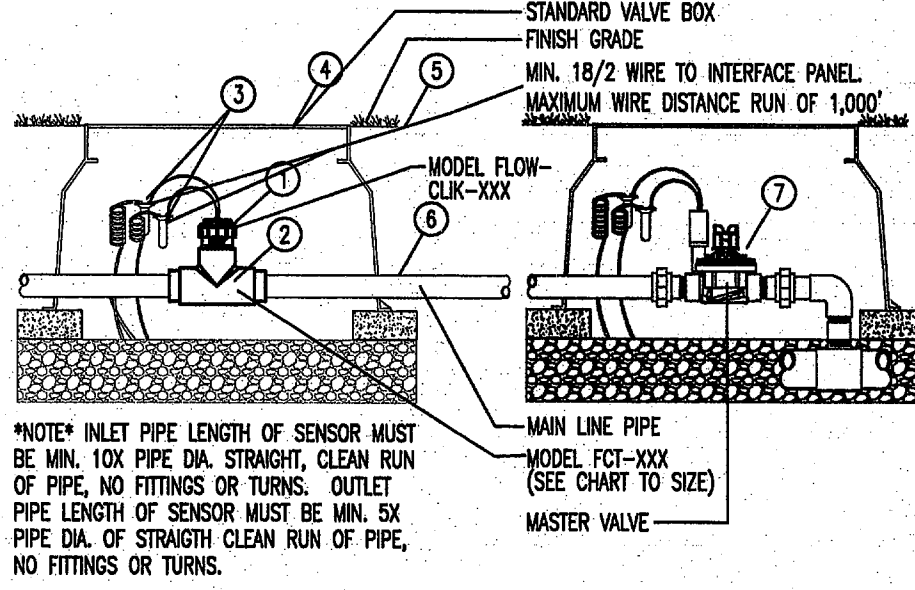 STANDARD VALVE BOX
FINISH GRADE
MIN. 18/2 WIRE TO INTERFACE PANEL.
MAXIMUM WIRE DISTANCE RUN OF 1,000'
4
5
3
1
MODEL FLOW-
CLIK-XXX
7
2
6
*NOTE* INLET PIPE LENGTH OF SENSOR MUST
BE MIN. 10X PIPE DIA. STRAIGHT, CLEAN RUN
OF PIPE, NO FITTINGS OR TURNS. OUTLET
PIPE LENGTH OF SENSOR MUST BE MIN. 5X
PIPE DIA. OF STRAIGTH CLEAN RUN OF PIPE,
NO FITTINGS OR TURNS.
MAIN LINE PIPE
MODEL FCT-XXX
(SEE CHART TO SIZE)
MASTER VALVE